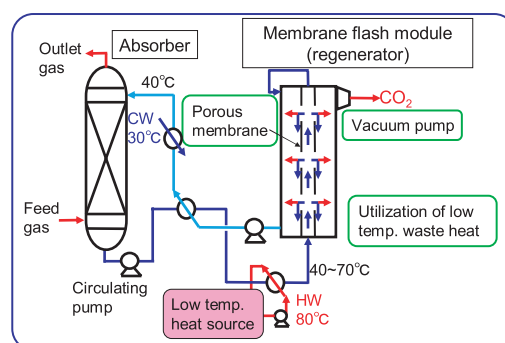 Outlet
gas
Absorber
Membrane flash module
(regenerator)
40℃
CW
30℃
Porous
membrane
CO₂
Vacuum pump
Feed
gas
Utilization of low
temp. waste heat
Circulating
pump
40~70℃
Low temp.
heat source
HW
80℃